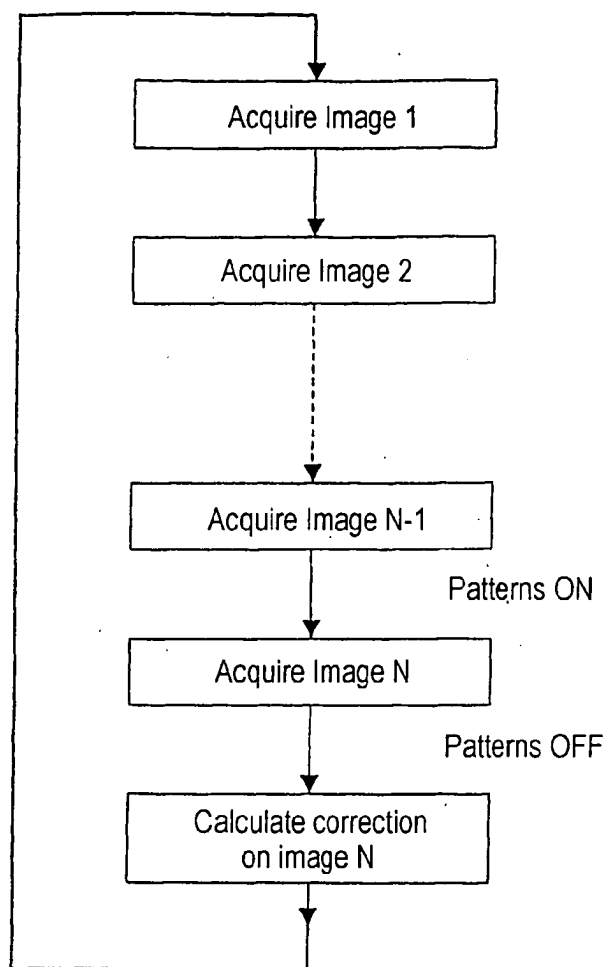 Acquire Image 1
Acquire Image 2
Acquire Image N-1
Patterns ON
Acquire Image N
Patterns OFF
Calculate correction
on image N